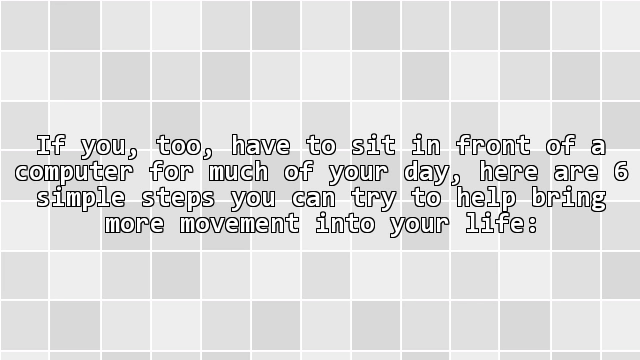 If you, too, have to sit in front of a
computer for much of your day, here are 6
simple steps you can try to help bring
more movement into your life: